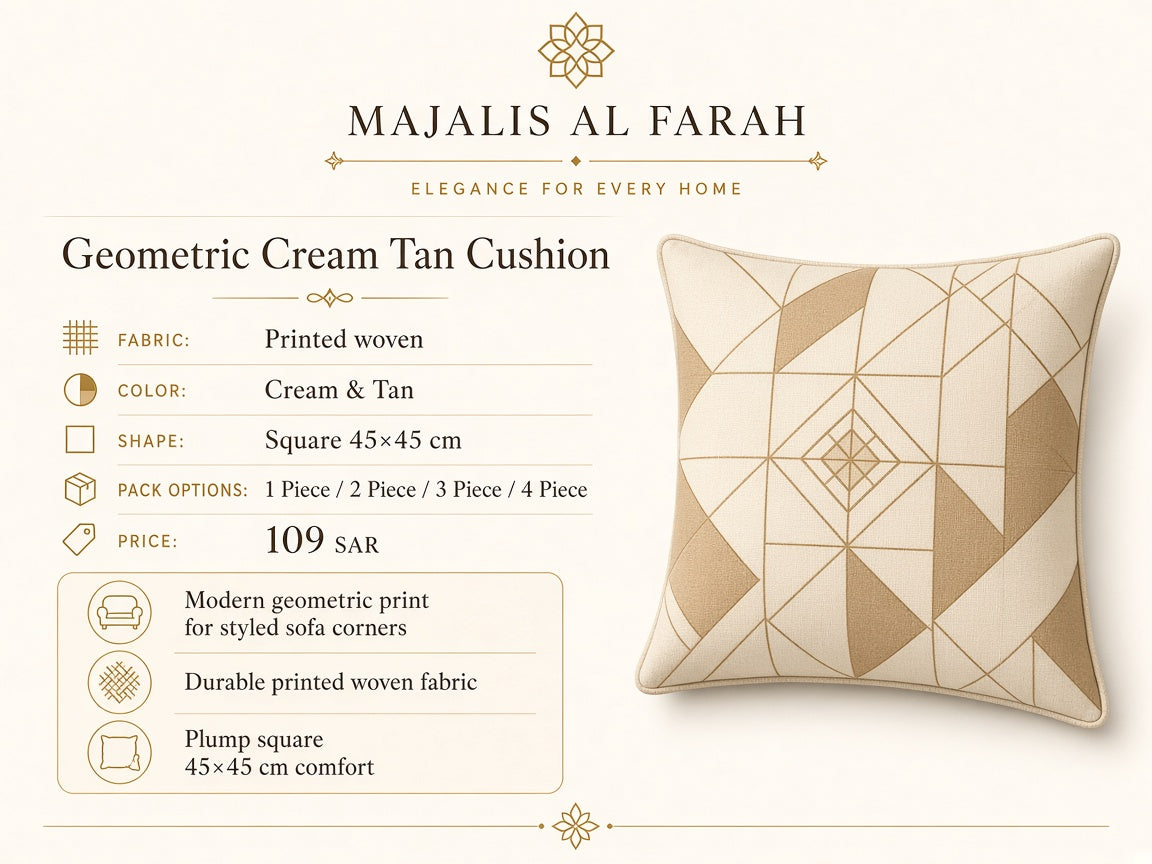 MAJALIS AL FARAH
ELEGANCE FOR EVERY HOME
Geometric Cream Tan Cushion
FABRIC: Printed woven
COLOR: Cream & Tan
SHAPE: Square 45×45 cm
PACK OPTIONS: 1 Piece / 2 Piece / 3 Piece / 4 Piece
PRICE: 109 SAR
Modern geometric print
for styled sofa corners
Durable printed woven fabric
Plump square
45×45 cm comfort